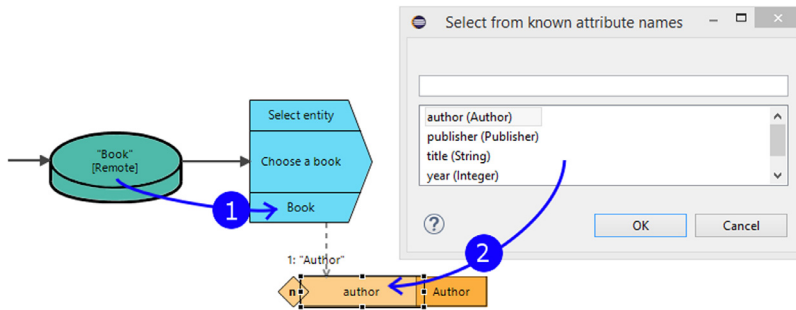 Select from known attribute names
author (Author)
publisher (Publisher)
title (String)
year (Integer)
?
OK
Cancel
"Book"
[Remote]
1
Select entity
Choose a book
Book
2
1: "Author"
n
author
Author